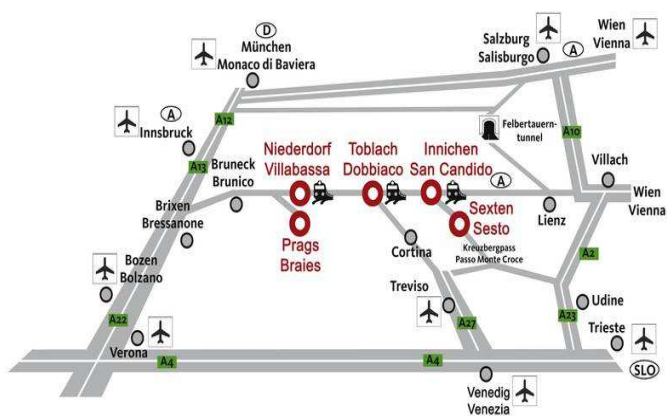 D
München
Monaco di Baviera
Salzburg
Salisburgo
A
Wien
Vienna
A
Innsbruck
A12
A13
Felbertauern-
tunnel
A10
Bruneck
Brunico
Niederdorf
Villabassa
Toblach
Dobbiaco
Innichen
San Candido
A
Villach
Wien
Vienna
Brixen
Bressanone
Prags
Braies
Sexten
Sesto
Lienz
Cortina
Kreuzbergpass
Passo Monte Croce
A2
Bozen
Bolzano
Treviso
Udine
A22
A27
A23
Trieste
Verona
A4
A4
SLO
Venedig
Venezia